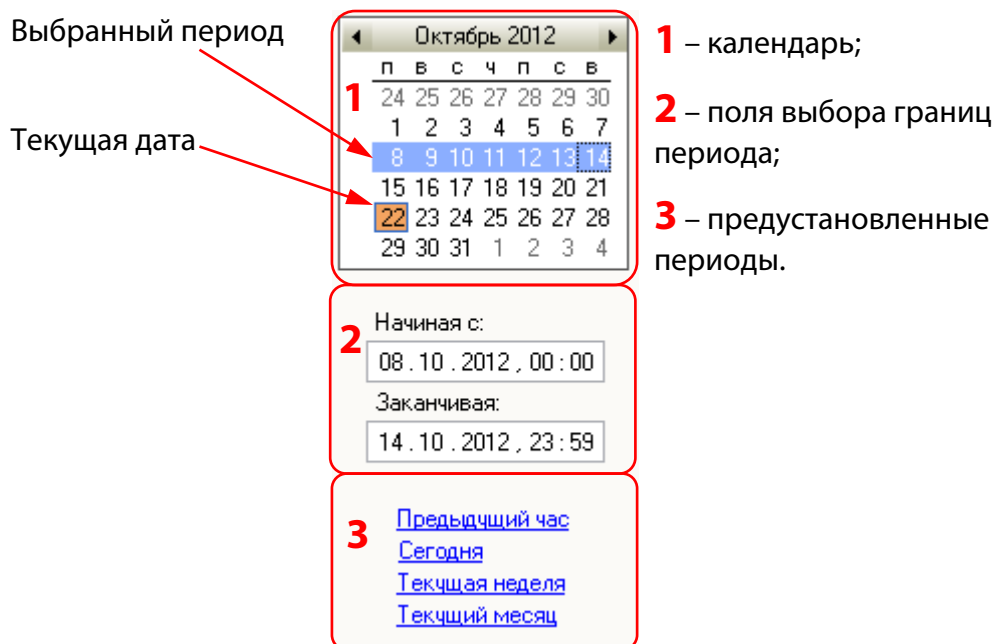 Выбранный период
Текущая дата
Октябрь 2012
п в с ч п с в
1
24 25 26 27 28 29 30
1 2 3 4 5 6 7
8 9 10 11 12 13 14
15 16 17 18 19 20 21
22 23 24 25 26 27 28
29 30 31 1 2 3 4
2
Начиная с:
08 . 10 . 2012 , 00 : 00
Заканчивая:
14 . 10 . 2012 , 23 : 59
3
Предыдущий час
Сегодня
Текущая неделя
Текущий месяц
1 – календарь;
2 – поля выбора границ
периода;
3 – предустановленные
периоды.